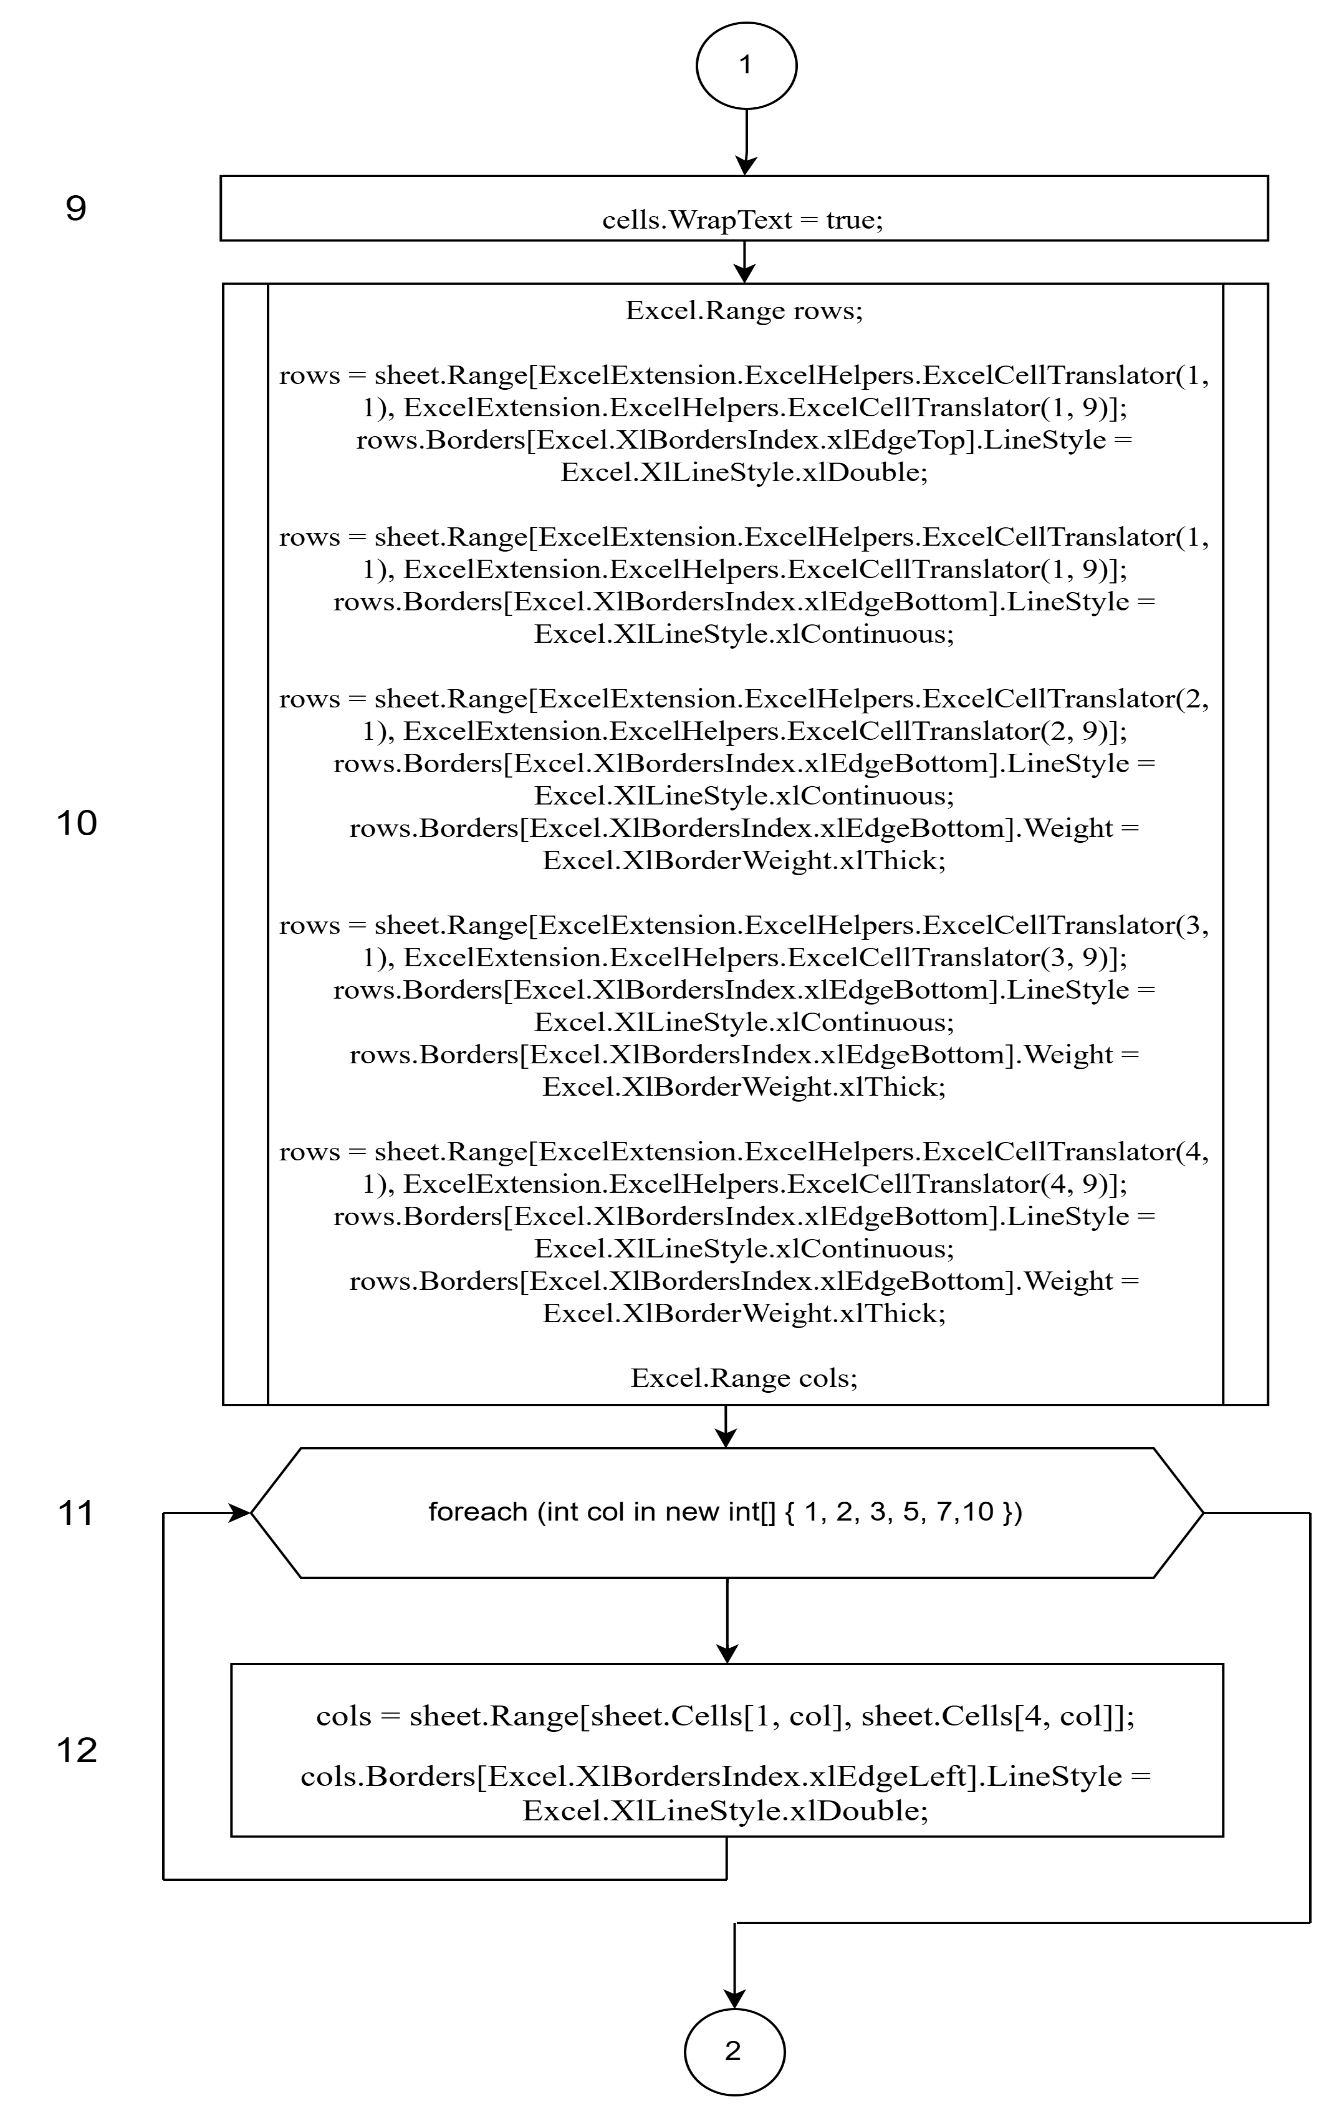 1
9
cells.WrapText = true;
Excel.Range rows;
rows = sheet.Range[ExcelExtension.ExcelHelpers.ExcelCellTranslator(1,
1), ExcelExtension.ExcelHelpers.ExcelCellTranslator(1, 9)];
rows.Borders[Excel.XlBordersIndex.xlEdgeTop].LineStyle =
Excel.XlLineStyle.xlDouble;
rows = sheet.Range[ExcelExtension.ExcelHelpers.ExcelCellTranslator(1,
1), ExcelExtension.ExcelHelpers.ExcelCellTranslator(1, 9)];
rows.Borders[Excel.XlBordersIndex.xlEdgeBottom].LineStyle =
Excel.XlLineStyle.xlContinuous;
rows = sheet.Range[ExcelExtension.ExcelHelpers.ExcelCellTranslator(2,
1), ExcelExtension.ExcelHelpers.ExcelCellTranslator(2, 9)];
rows.Borders[Excel.XlBordersIndex.xlEdgeBottom].LineStyle =
Excel.XlLineStyle.xlContinuous;
10
rows.Borders[Excel.XlBordersIndex.xlEdgeBottom].Weight =
Excel.XlBorderWeight.xlThick;
rows = sheet.Range[ExcelExtension.ExcelHelpers.ExcelCellTranslator(3,
1), ExcelExtension.ExcelHelpers.ExcelCellTranslator(3, 9)];
rows.Borders[Excel.XlBordersIndex.xlEdgeBottom].LineStyle =
Excel.XlLineStyle.xlContinuous;
rows.Borders[Excel.XlBordersIndex.xlEdgeBottom].Weight =
Excel.XlBorderWeight.xlThick;
rows = sheet.Range[ExcelExtension.ExcelHelpers.ExcelCellTranslator(4,
1), ExcelExtension.ExcelHelpers.ExcelCellTranslator(4, 9)];
rows.Borders[Excel.XlBordersIndex.xlEdgeBottom].LineStyle =
Excel.XlLineStyle.xlContinuous;
rows.Borders[Excel.XlBordersIndex.xlEdgeBottom].Weight =
Excel.XlBorderWeight.xlThick;
Excel.Range cols;
11
foreach (int col in new int[] { 1, 2, 3, 5, 7,10 })
12
cols = sheet.Range[sheet.Cells[1, col], sheet.Cells[4, col]];
cols.Borders[Excel.XlBordersIndex.xlEdgeLeft].LineStyle =
Excel.XlLineStyle.xlDouble;
2